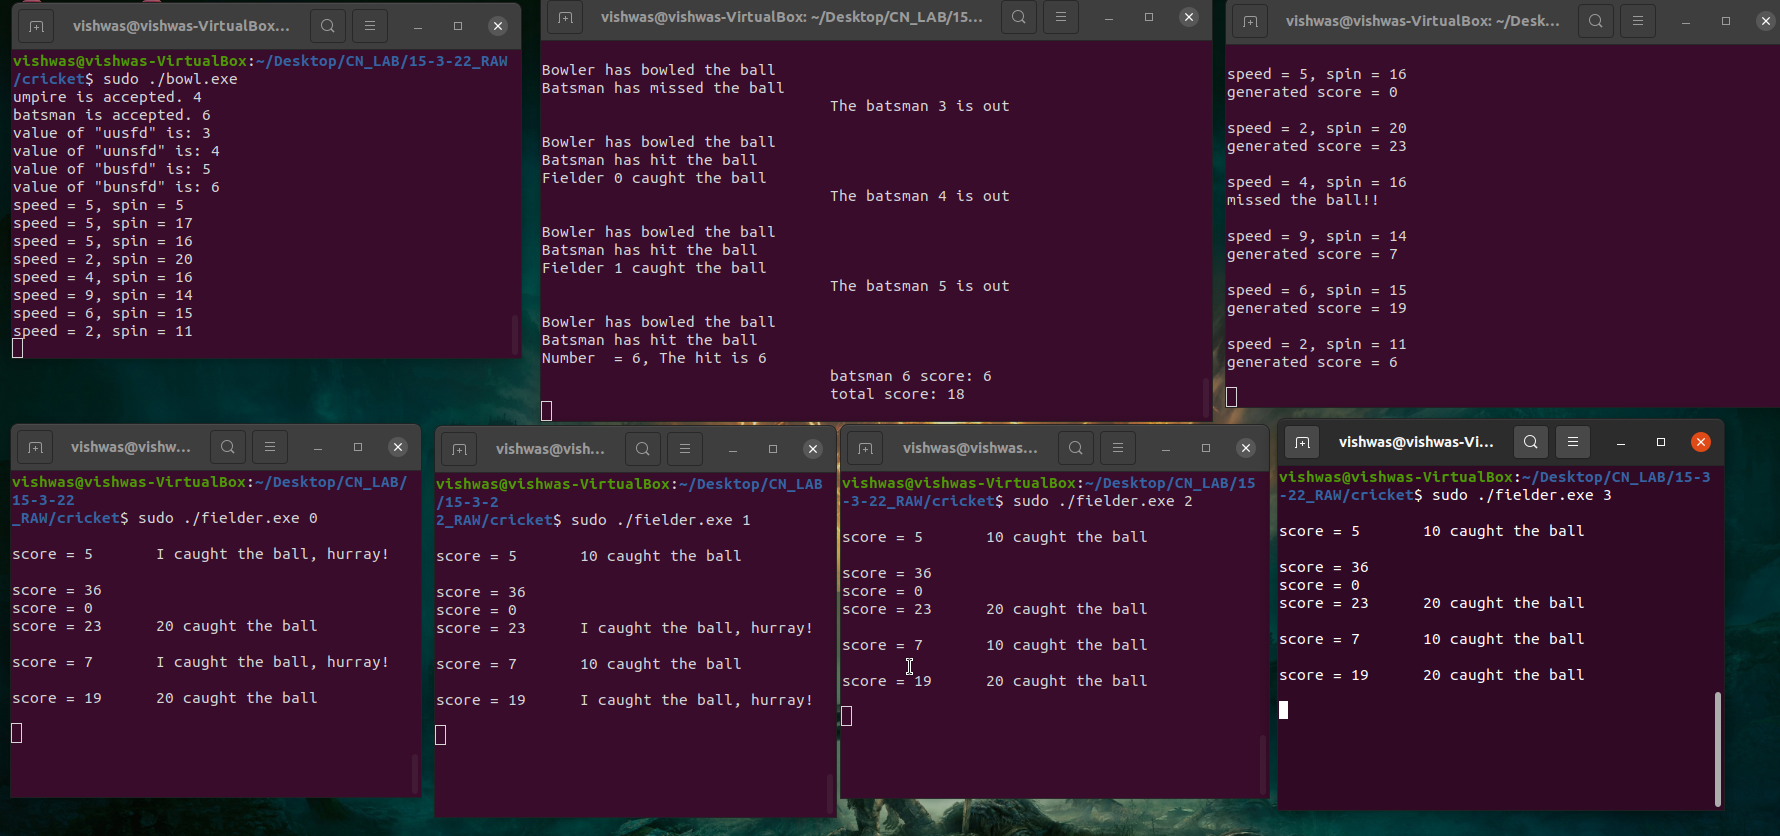 vishwas@vishwas-VirtualBox...
vishwas@vishwas-VirtualBox:~/Desktop/CN_LAB/15-3-22_RAW
/cricket$ sudo ./bowl.exe
umpire is accepted. 4
batsman is accepted. 6
value of "uusfd" is: 3
value of "uunsfd" is: 4
value of "busfd" is: 5
value of "bunsfd" is: 6
speed = 5, spin = 5
speed = 5, spin = 17
speed = 5, spin = 16
speed = 2, spin = 20
speed = 4, spin = 16
speed = 9, spin = 14
speed = 6, spin = 15
speed = 2, spin = 11
vishwas@vishwas-VirtualBox: ~/Desktop/CN_LAB/15...
Bowler has bowled the ball
Batsman has missed the ball
The batsman 3 is out
Bowler has bowled the ball
Batsman has hit the ball
Fielder 0 caught the ball
The batsman 4 is out
Bowler has bowled the ball
Batsman has hit the ball
Fielder 1 caught the ball
The batsman 5 is out
Bowler has bowled the ball
Batsman has hit the ball
Number  = 6, The hit is 6
batsman 6 score: 6
total score: 18
vishwas@vishwas-VirtualBox: ~/Desk...
speed = 5, spin = 16
generated score = 0
speed = 2, spin = 20
generated score = 23
speed = 4, spin = 16
missed the ball!!
speed = 9, spin = 14
generated score = 7
speed = 6, spin = 15
generated score = 19
speed = 2, spin = 11
generated score = 6
vishwas@vishw...
vishwas@vishwas-VirtualBox:~/Desktop/CN_LAB/
15-3-22
_RAW/cricket$ sudo ./fielder.exe 0
score = 5       I caught the ball, hurray!
score = 36
score = 0
score = 23      20 caught the ball
score = 7       I caught the ball, hurray!
score = 19      20 caught the ball
vishwas@vish...
vishwas@vishwas-VirtualBox:~/Desktop/CN_LAB
/15-3-2
2_RAW/cricket$ sudo ./fielder.exe 1
score = 5       10 caught the ball
score = 36
score = 0
score = 23      I caught the ball, hurray!
score = 7       10 caught the ball
score = 19      I caught the ball, hurray!
vishwas@vishwas...
vishwas@vishwas-VirtualBox:~/Desktop/CN_LAB/15
-3-22_RAW/cricket$ sudo ./fielder.exe 2
score = 5       10 caught the ball
score = 36
score = 0
score = 23      20 caught the ball
score = 7       10 caught the ball
score = 19      20 caught the ball
vishwas@vishwas-Vi...
vishwas@vishwas-VirtualBox:~/Desktop/CN_LAB/15-3
-22_RAW/cricket$ sudo ./fielder.exe 3
score = 5       10 caught the ball
score = 36
score = 0
score = 23      20 caught the ball
score = 7       10 caught the ball
score = 19      20 caught the ball